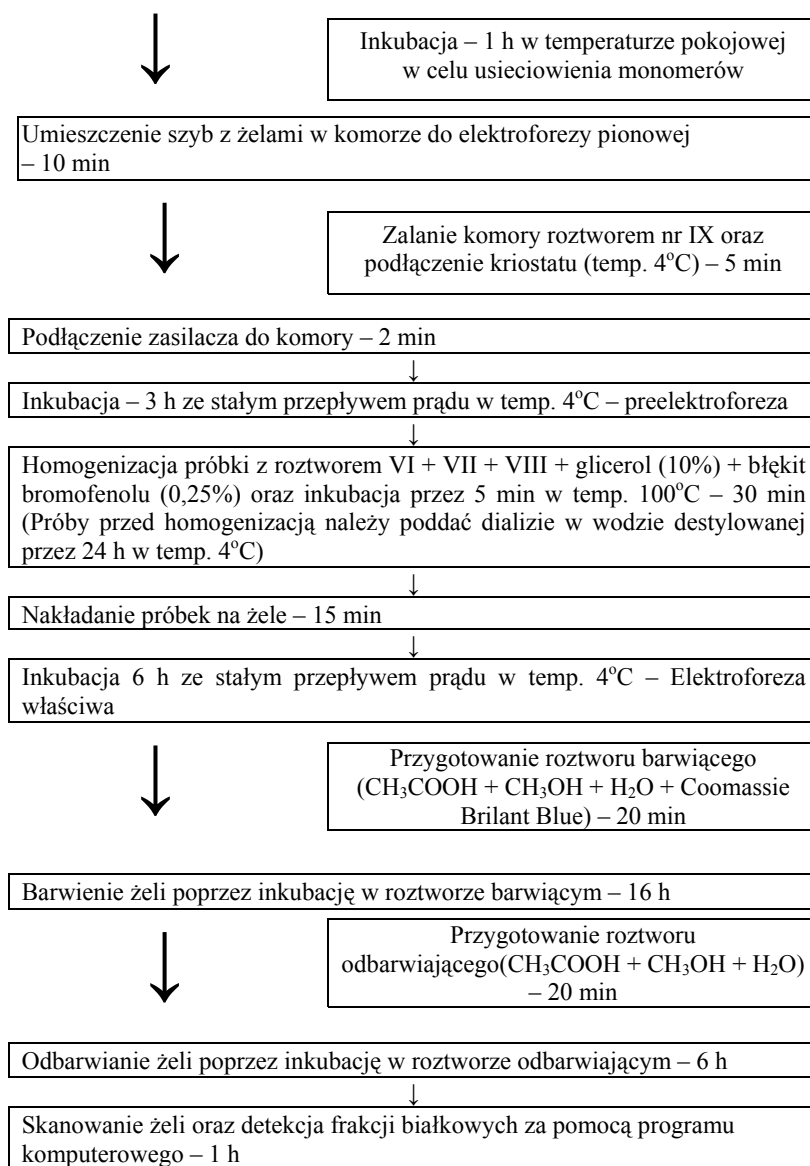 Inkubacja – 1 h w temperaturze pokojowej
w celu usieciowienia monomerów
Umieszczenie szyb z żelami w komorze do elektroforezy pionowej
– 10 min
Zalanie komory roztworem nr IX oraz
podłączenie kriostatu (temp. 4°C) – 5 min
Podłączenie zasilacza do komory – 2 min
↓
Inkubacja – 3 h ze stałym przepływem prądu w temp. 4°C – preelektroforeza
↓
Homogenizacja próbki z roztworem VI + VII + VIII + glicerol (10%) + błękit
bromofenolu (0,25%) oraz inkubacja przez 5 min w temp. 100°C – 30 min
(Próby przed homogenizacją należy poddać dializie w wodzie destylowanej
przez 24 h w temp. 4°C)
↓
Nakładanie próbek na żele – 15 min
↓
Inkubacja 6 h ze stałym przepływem prądu w temp. 4°C – Elektroforeza
właściwa
Przygotowanie roztworu barwiącego
(CH₃COOH + CH₃OH + H₂O + Coomassie
Brilant Blue) – 20 min
Barwienie żeli poprzez inkubację w roztworze barwiącym – 16 h
Przygotowanie roztworu
odbarwiającego(CH₃COOH + CH₃OH + H₂O)
– 20 min
Odbarwianie żeli poprzez inkubację w roztworze odbarwiającym – 6 h
↓
Skanowanie żeli oraz detekcja frakcji białkowych za pomocą programu
komputerowego – 1 h